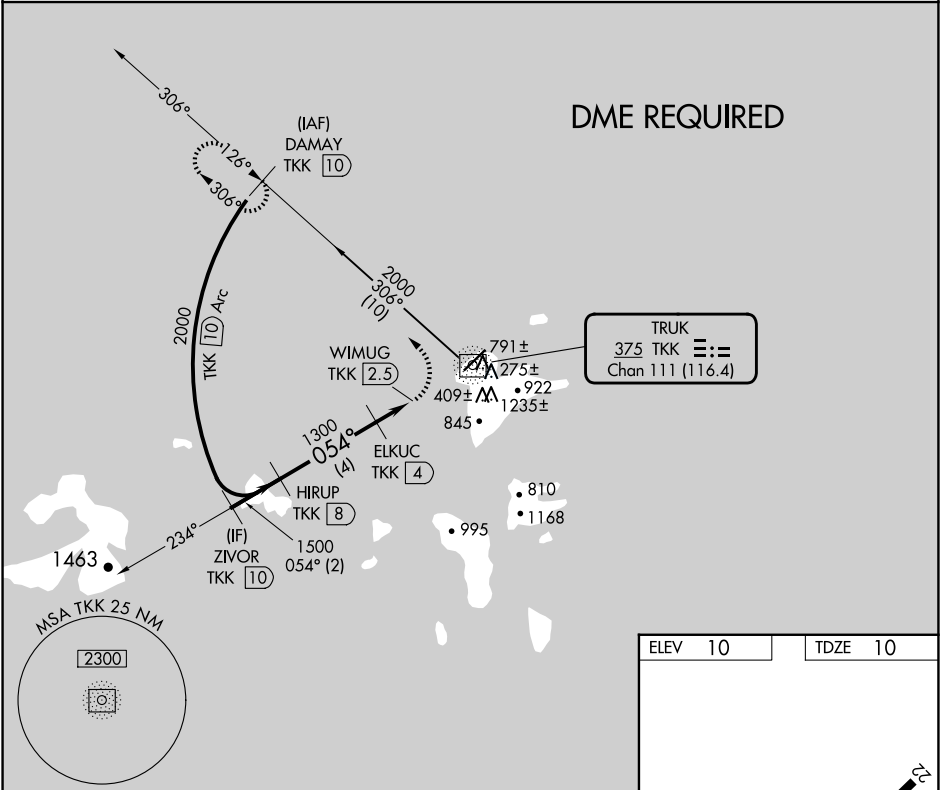 306°
(IAF)
DAMAY
TKK 10
DME REQUIRED
126°
306°
2000
306°
(10)
2000
TKK 10 Arc
TRUK
375 TKK
Chan 111 (116.4)
791±
275±
922
409±
1235±
845
WIMUG
TKK 2.5
1300
054°
(4)
ELKUC
TKK 4
HIRUP
TKK 8
810
1168
995
234°
(IF)
ZIVOR
TKK 10
1500
054° (2)
1463
MSA TKK 25 NM
2300
ELEV 10
TDZE 10
22